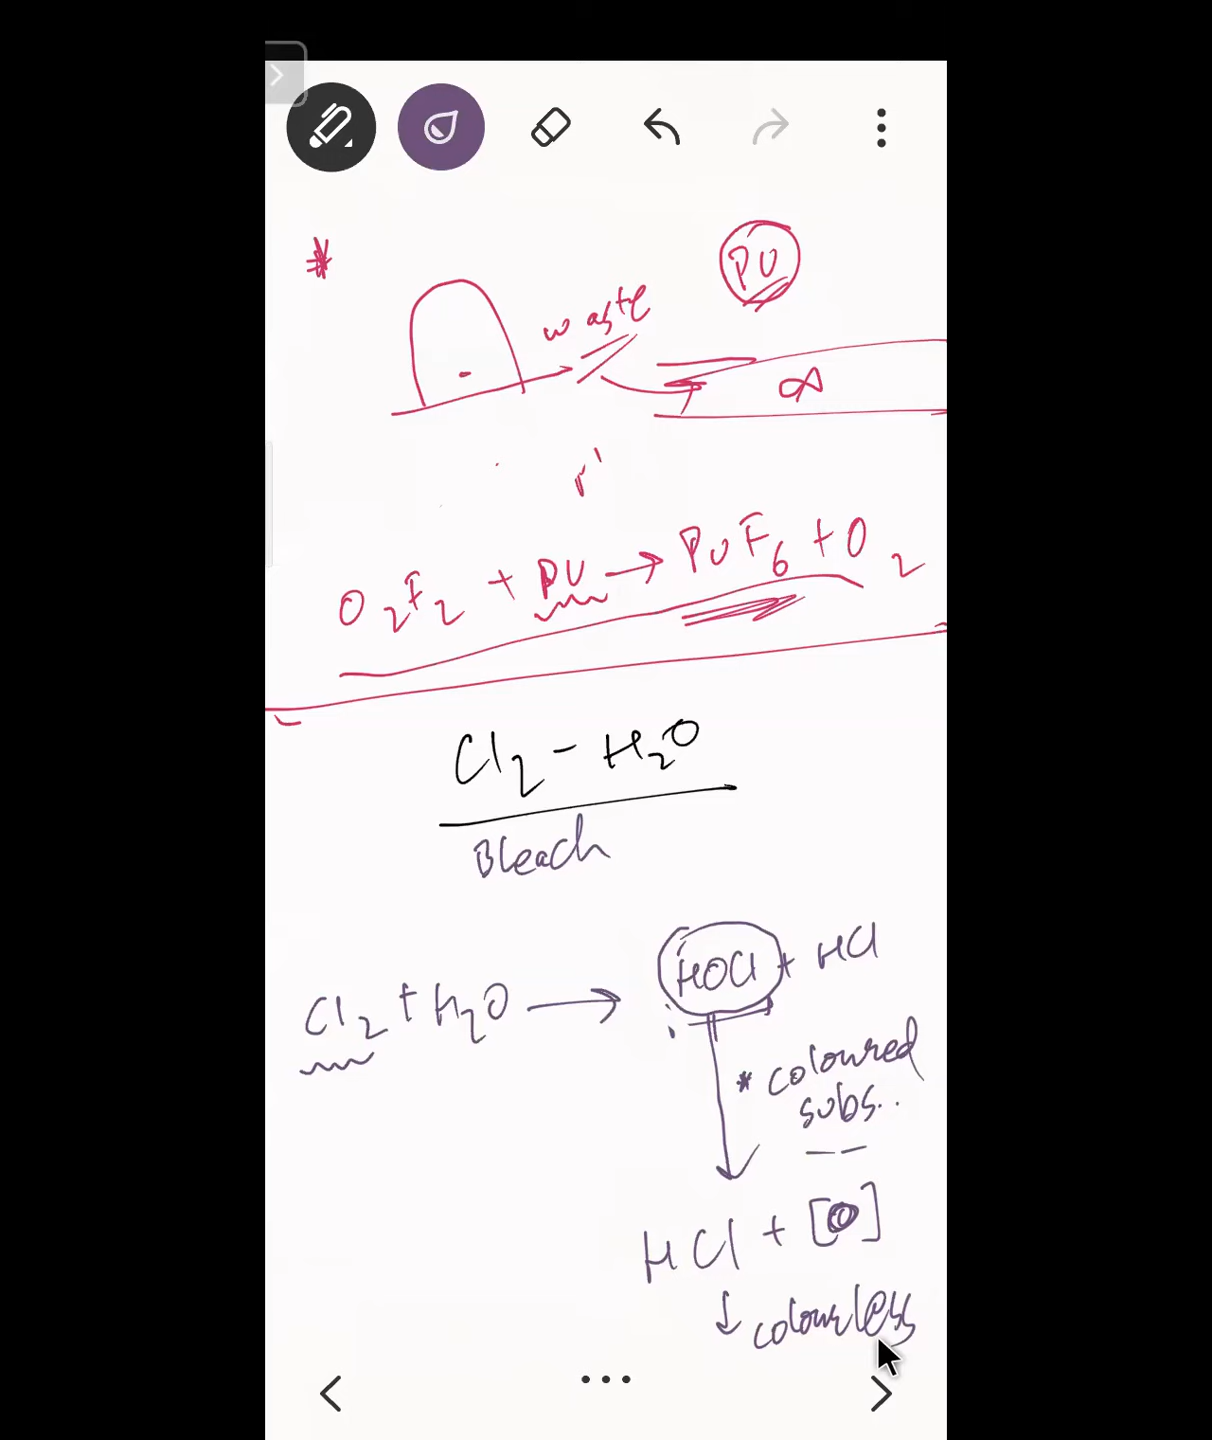 *
PU
waste
O2F2 + PU → PUF6 + O2
Cl2 - H2O
Bleach
Cl2 + H2O → HOCl + HCl
* coloured
subs..
HCl + [O]
↓ colourless